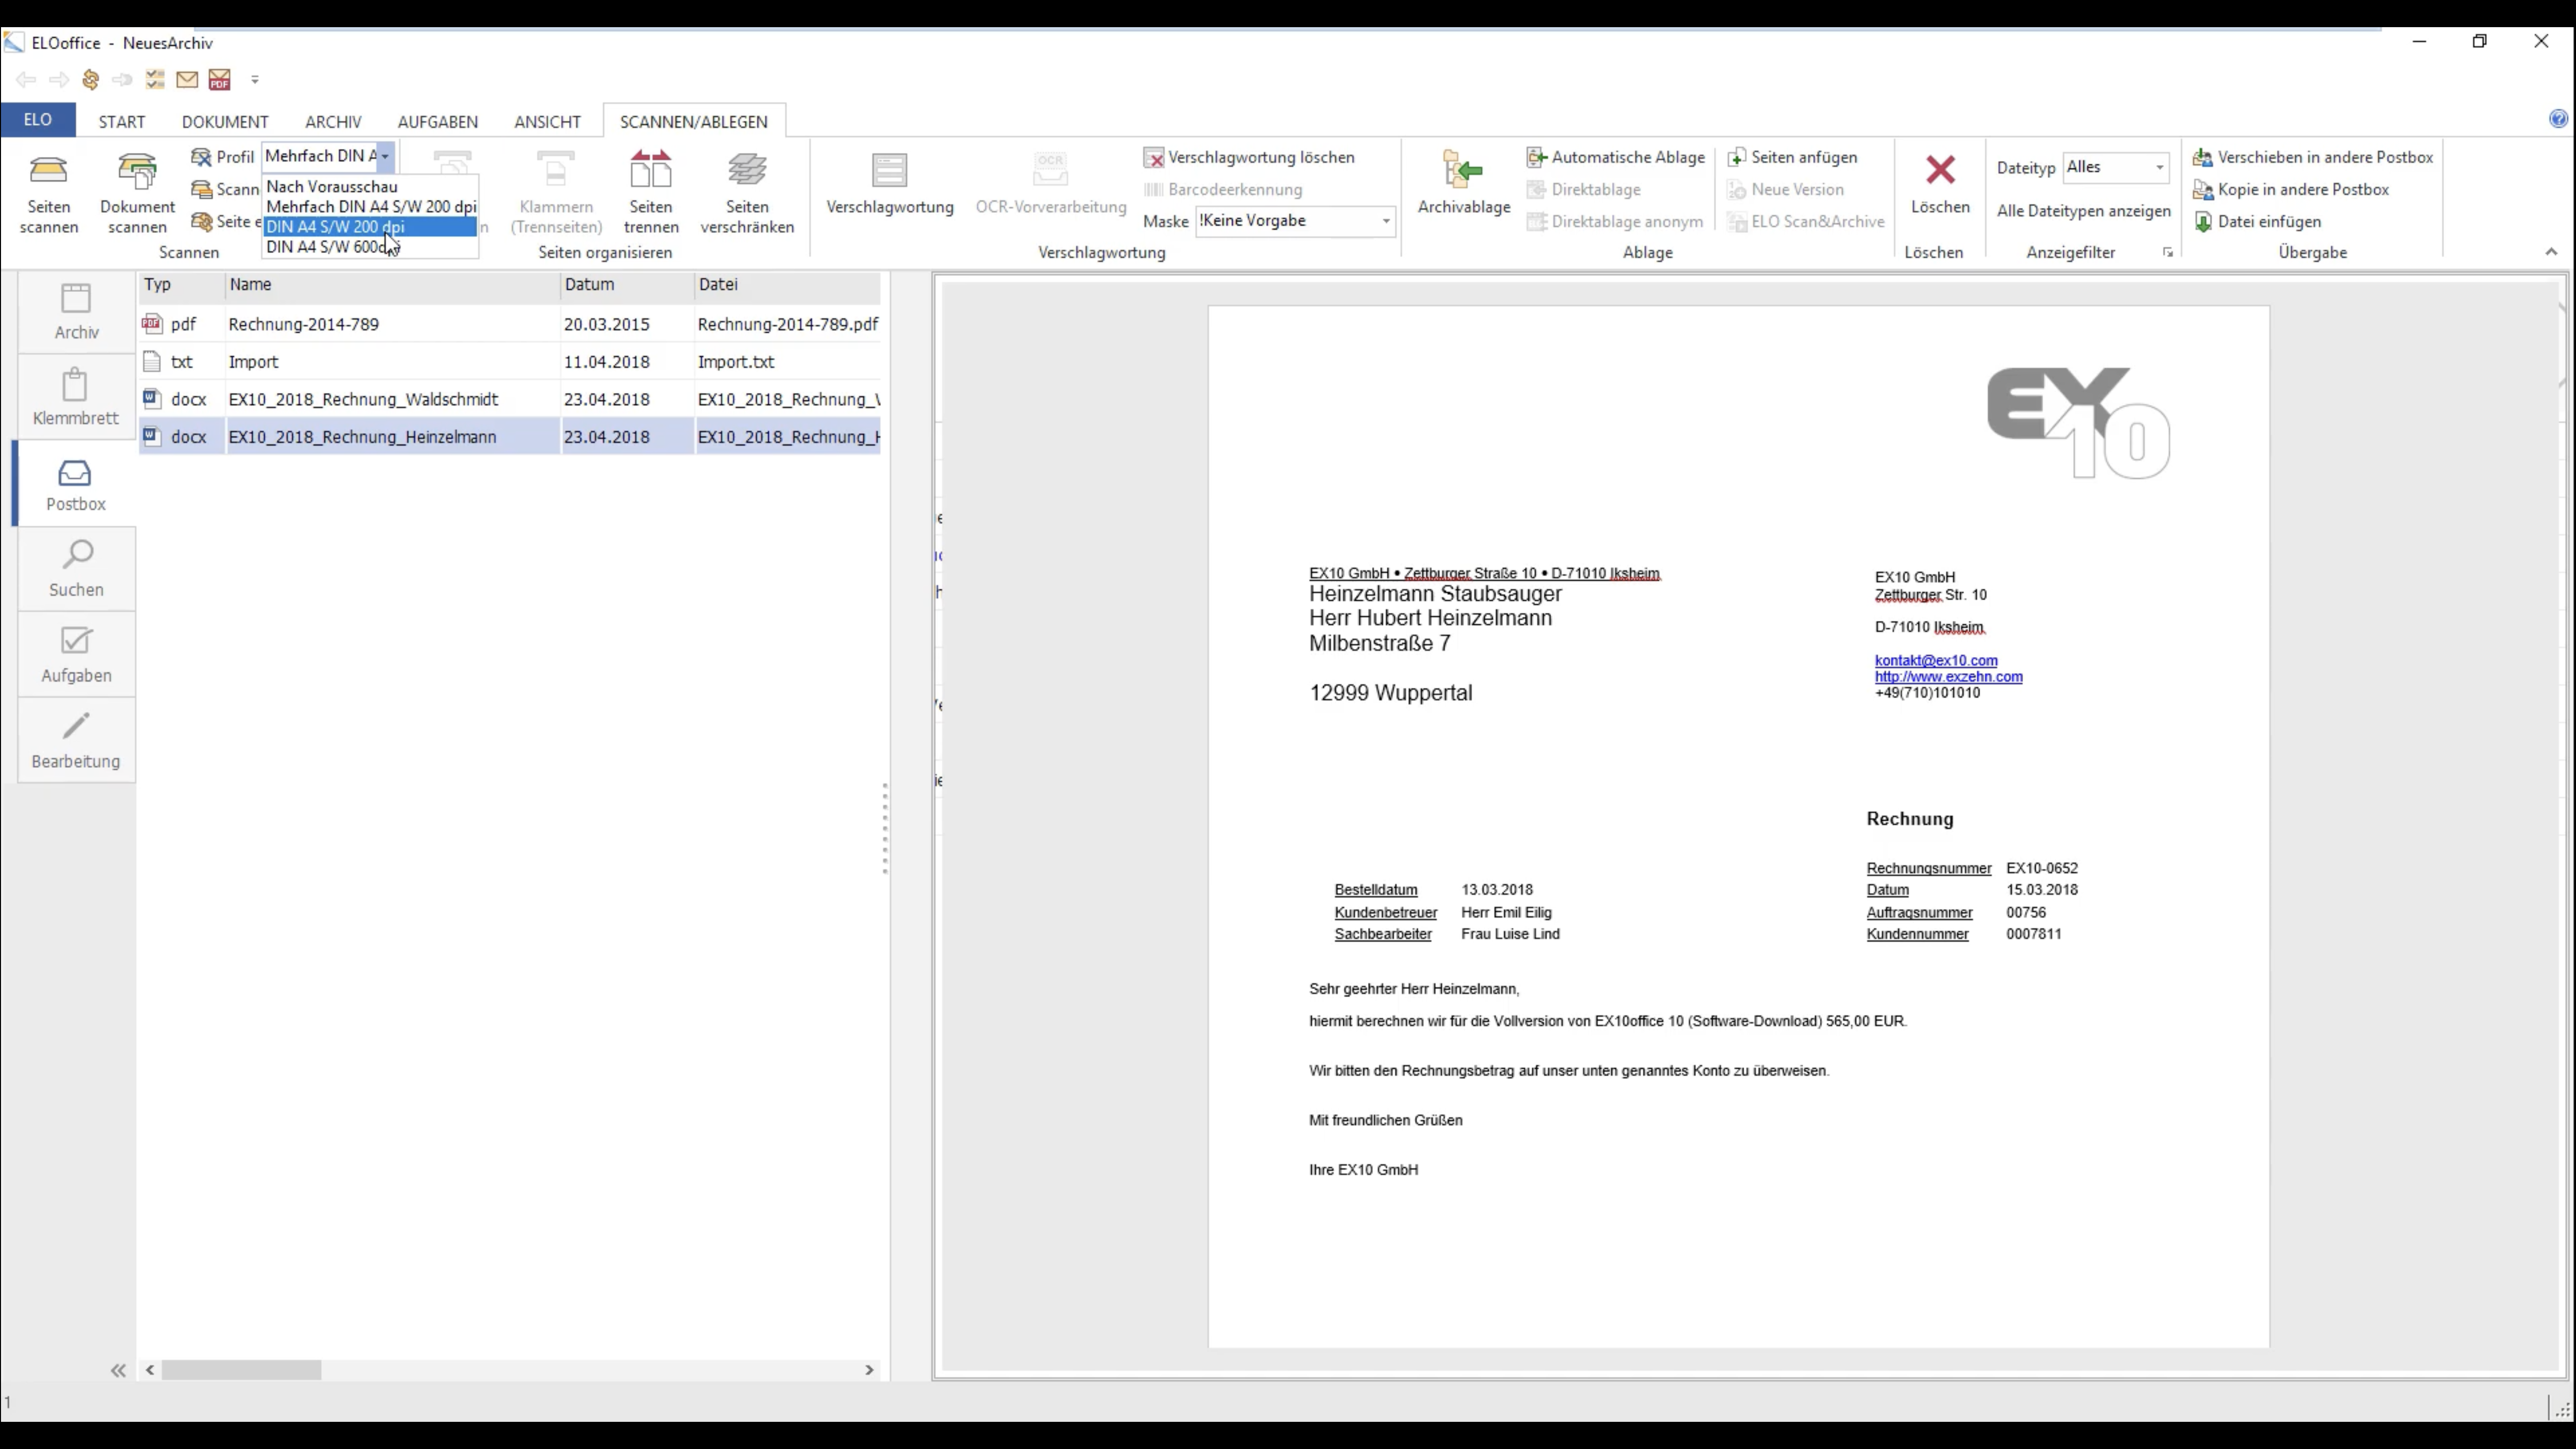 ELOoffice - NeuesArchiv
PDF
ELO START DOKUMENT ARCHIV AUFGABEN ANSICHT SCANNEN/ABLEGEN
Seiten scannen
Dokument scannen
Profil Mehrfach DIN A
Scann
Seite e
Nach Vorausschau
Mehrfach DIN A4 S/W 200 dpi
DIN A4 S/W 200 dpi
DIN A4 S/W 600d
Scannen
n
Klammern (Trennseiten)
Seiten trennen
Seiten verschränken
Seiten organisieren
Verschlagwortung
OCR
OCR-Vorverarbeitung
Verschlagwortung löschen
Barcodeerkennung
Maske !Keine Vorgabe
Verschlagwortung
Archivablage
Automatische Ablage
Direktablage
Direktablage anonym
Seiten anfügen
Neue Version
ELO Scan&Archive
Ablage
Löschen
Löschen
Dateityp Alles
Alle Dateitypen anzeigen
Anzeigefilter
Verschieben in andere Postbox
Kopie in andere Postbox
Datei einfügen
Übergabe
Archiv
Klemmbrett
Postbox
Suchen
Aufgaben
Bearbeitung
Typ Name Datum Datei
pdf Rechnung-2014-789 20.03.2015 Rechnung-2014-789.pdf
txt Import 11.04.2018 Import.txt
docx EX10_2018_Rechnung_Waldschmidt 23.04.2018 EX10_2018_Rechnung_
docx EX10_2018_Rechnung_Heinzelmann 23.04.2018 EX10_2018_Rechnung_
EX10
EX10 GmbH • Zettburger Straße 10 • D-71010 Iksheim
Heinzelmann Staubsauger
Herr Hubert Heinzelmann
Milbenstraße 7
12999 Wuppertal
EX10 GmbH
Zettburger Str. 10
D-71010 Iksheim
kontakt@ex10.com
http://www.exzehn.com
+49(710)101010
Rechnung
Rechnungsnummer EX10-0652
Datum 15.03.2018
Auftragsnummer 00756
Kundennummer 0007811
Bestelldatum 13.03.2018
Kundenbetreuer Herr Emil Eilig
Sachbearbeiter Frau Luise Lind
Sehr geehrter Herr Heinzelmann,
hiermit berechnen wir für die Vollversion von EX10office 10 (Software-Download) 565,00 EUR.
Wir bitten den Rechnungsbetrag auf unser unten genanntes Konto zu überweisen.
Mit freundlichen Grüßen
Ihre EX10 GmbH
1